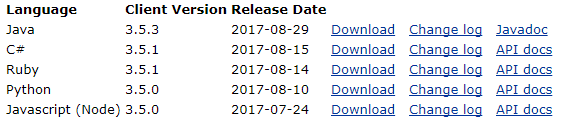 Language Client Version Release Date
Java 3.5.3 2017-08-29 Download Change log Javadoc
C# 3.5.1 2017-08-15 Download Change log API docs
Ruby 3.5.1 2017-08-14 Download Change log API docs
Python 3.5.0 2017-08-10 Download Change log API docs
Javascript (Node) 3.5.0 2017-07-24 Download Change log API docs